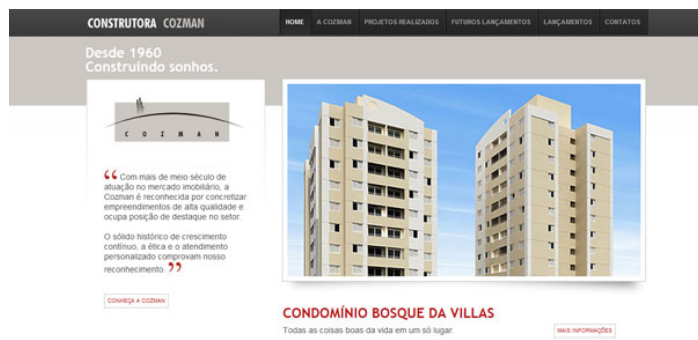 CONSTRUTORA COZMAN
HOME A COZMAN PROJETOS REALIZADOS FUTUROS LANÇAMENTOS LANÇAMENTOS CONTATOS
Desde 1960
Construindo sonhos.
COZMAN
“ Com mais de meio século de
atuação no mercado imobiliário, a
Cozman é reconhecida por concretizar
empreendimentos de alta qualidade e
ocupa posição de destaque no setor.
O sólido histórico de crescimento
contínuo, a ética e o atendimento
personalizado comprovam nosso
reconhecimento. ”
CONHEÇA A COZMAN
CONDOMÍNIO BOSQUE DA VILLAS
Todas as coisas boas da vida em um só lugar.
MAIS INFORMAÇÕES